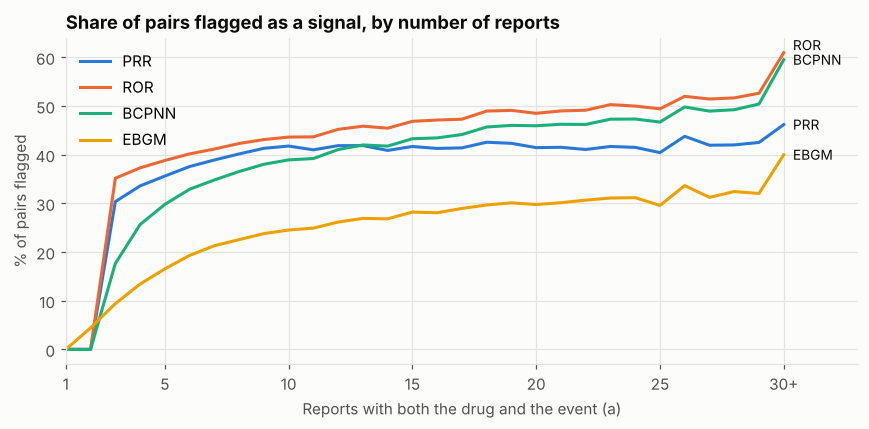 Share of pairs flagged as a signal, by number of reports
ROR
BCPNN
PRR
EBGM
PRR
ROR
BCPNN
EBGM
% of pairs flagged
60
50
40
30
20
10
0
1
5
10
15
20
25
30+
Reports with both the drug and the event (a)